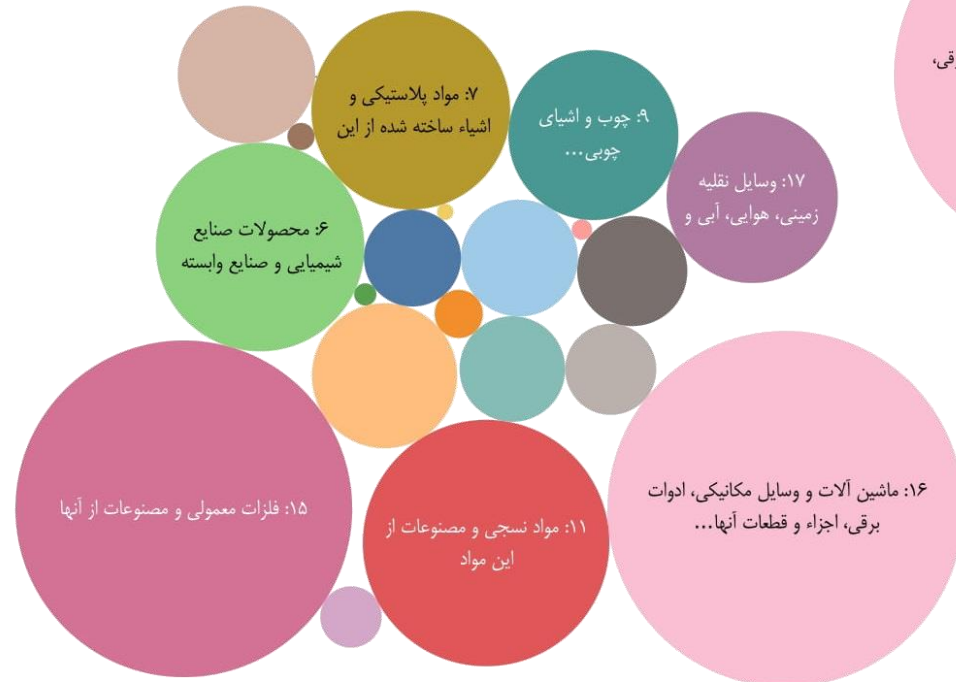 ۷: مواد پلاستیکی و
اشیاء ساخته شده از این
۹: چوب و اشیای
چوبی...
۱۷: وسایل نقلیه
زمینی، هوایی، آبی و
۶: محصولات صنایع
شیمیایی و صنایع وابسته
۱۵: فلزات معمولی و مصنوعات از آنها
۱۱: مواد نسجی و مصنوعات از
این مواد
۱۶: ماشین آلات و وسایل مکانیکی، ادوات
برقی، اجزاء و قطعات آنها...